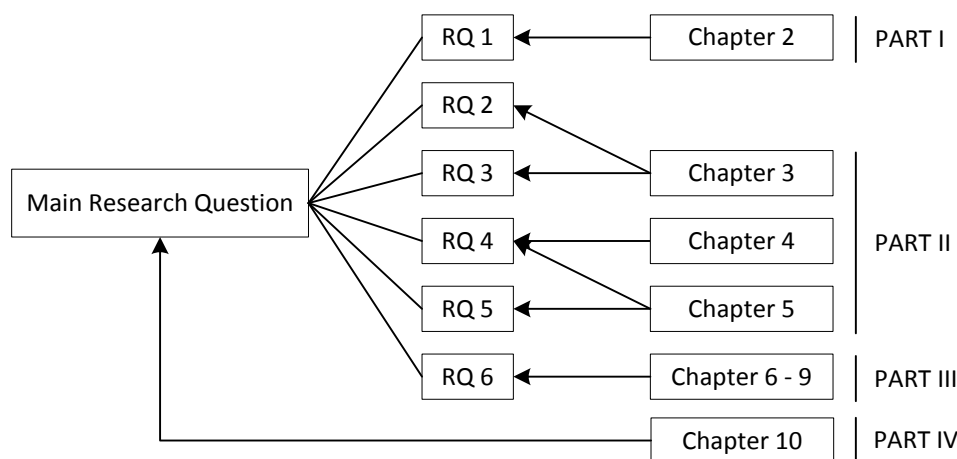 RQ 1
Chapter 2
PART I
RQ 2
RQ 3
Chapter 3
Main Research Question
RQ 4
Chapter 4
PART II
RQ 5
Chapter 5
RQ 6
Chapter 6 - 9
PART III
Chapter 10
PART IV